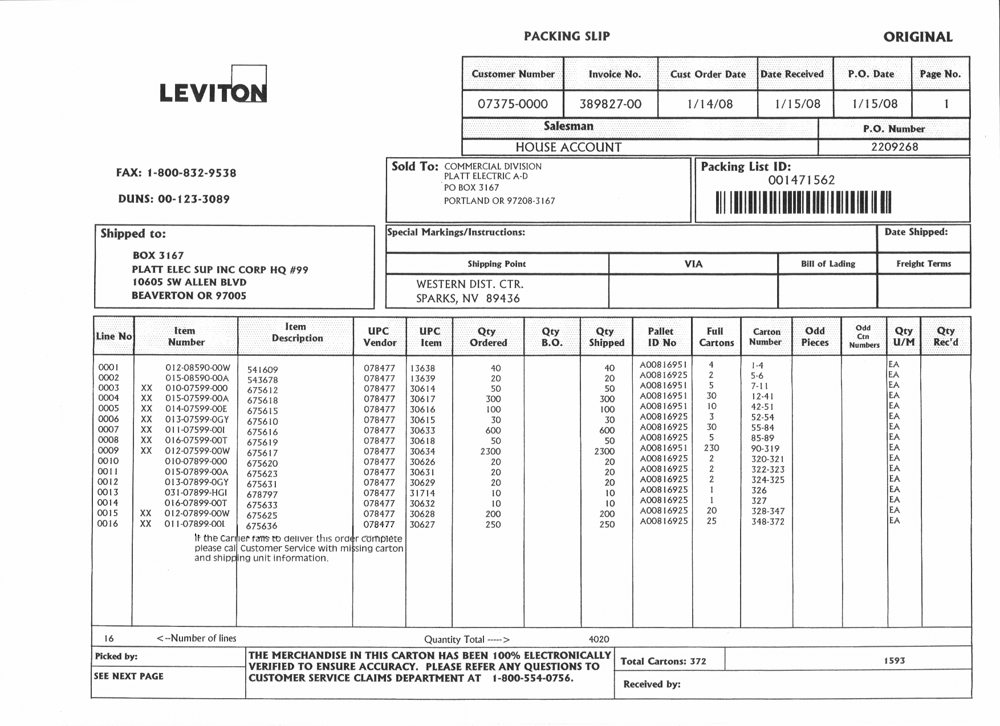 PACKING SLIP
ORIGINAL
LEVITON
Customer Number Invoice No. Cust Order Date Date Received P.O. Date Page No.
07375-0000 389827-00 1/14/08 1/15/08 1/15/08 1
Salesman P.O. Number
HOUSE ACCOUNT 2209268
FAX: 1-800-832-9538
DUNS: 00-123-3089
Sold To: COMMERCIAL DIVISION
PLATT ELECTRIC A-D
PO BOX 3167
PORTLAND OR 97208-3167
Packing List ID:
001471562
Shipped to:
BOX 3167
PLATT ELEC SUP INC CORP HQ #99
10605 SW ALLEN BLVD
BEAVERTON OR 97005
Special Markings/Instructions: Date Shipped:
Shipping Point VIA Bill of Lading Freight Terms
WESTERN DIST. CTR.
SPARKS, NV 89436
Line No Item Number Item Description UPC Vendor UPC Item Qty Ordered Qty B.O. Qty Shipped Pallet ID No Full Cartons Carton Number Odd Pieces Odd Ctn Numbers Qty U/M Qty Rec'd
0001 012-08590-00W 541609 078477 13638 40 40 A00816951 4 1-4 EA
0002 015-08590-00A 543678 078477 13639 20 20 A00816925 2 5-6 EA
0003 XX 010-07599-000 675612 078477 30614 50 50 A00816951 5 7-11 EA
0004 XX 015-07599-00A 675618 078477 30617 300 300 A00816951 30 12-41 EA
0005 XX 014-07599-00E 675615 078477 30616 100 100 A00816951 10 42-51 EA
0006 XX 013-07599-0GY 675610 078477 30615 30 30 A00816925 3 52-54 EA
0007 XX 011-07599-00I 675616 078477 30633 600 600 A00816925 30 55-84 EA
0008 XX 016-07599-00T 675619 078477 30618 50 50 A00816925 5 85-89 EA
0009 XX 012-07599-00W 675617 078477 30634 2300 2300 A00816951 230 90-319 EA
0010 010-07899-000 675620 078477 30626 20 20 A00816925 2 320-321 EA
0011 015-07899-00A 675623 078477 30631 20 20 A00816925 2 322-323 EA
0012 013-07899-0GY 675631 078477 30629 20 20 A00816925 2 324-325 EA
0013 031-07899-HGI 678797 078477 31714 10 10 A00816925 1 326 EA
0014 016-07899-00T 675633 078477 30632 10 10 A00816925 1 327 EA
0015 XX 012-07899-00W 675625 078477 30628 200 200 A00816925 20 328-347 EA
0016 XX 011-07899-00I 675636 078477 30627 250 250 A00816925 25 348-372 EA
If the Carrier fails to deliver this order complete
please call Customer Service with missing carton
and shipping unit information.
16 <--Number of lines Quantity Total -----> 4020
Picked by:
SEE NEXT PAGE
THE MERCHANDISE IN THIS CARTON HAS BEEN 100% ELECTRONICALLY
VERIFIED TO ENSURE ACCURACY. PLEASE REFER ANY QUESTIONS TO
CUSTOMER SERVICE CLAIMS DEPARTMENT AT 1-800-554-0756.
Total Cartons: 372 1593
Received by: